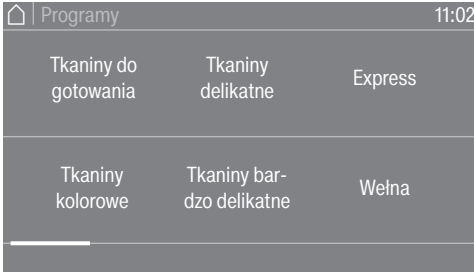 Programy 11:02
Tkaniny do
gotowania
Tkaniny
delikatne
Express
Tkaniny
kolorowe
Tkaniny bar-
dzo delikatne
Wełna